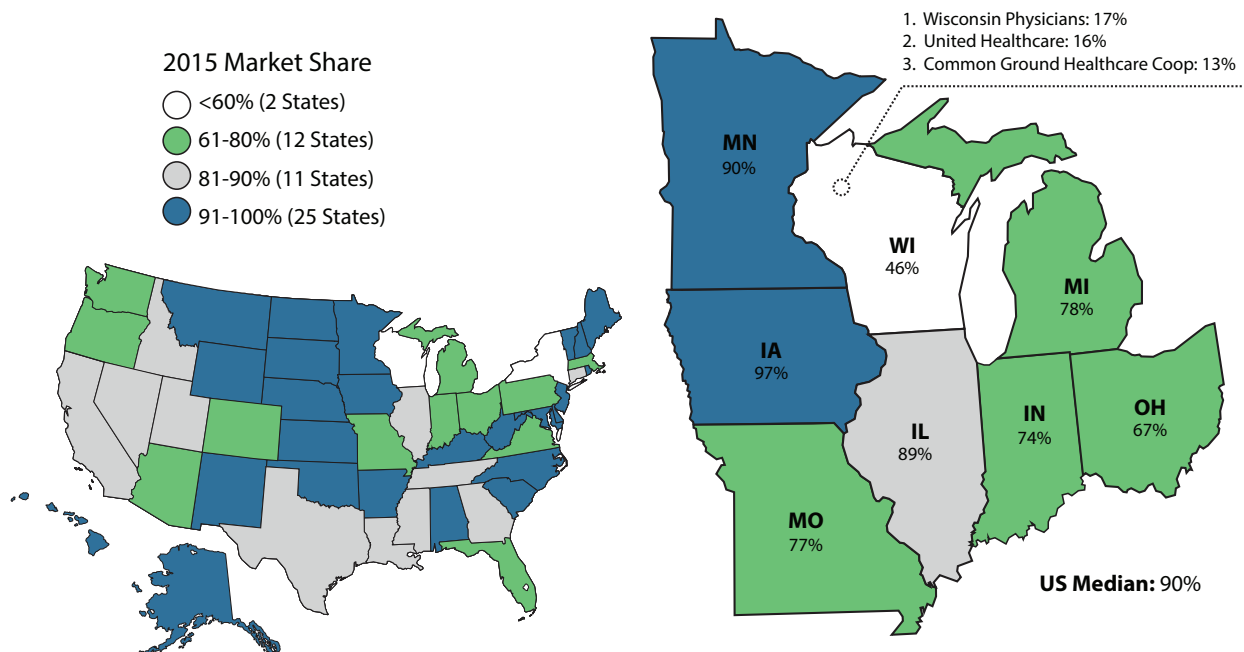 2015 Market Share
<60% (2 States)
61-80% (12 States)
81-90% (11 States)
91-100% (25 States)
1. Wisconsin Physicians: 17%
2. United Healthcare: 16%
3. Common Ground Healthcare Coop: 13%
MN
90%
WI
46%
MI
78%
IA
97%
IL
89%
IN
74%
OH
67%
MO
77%
US Median: 90%